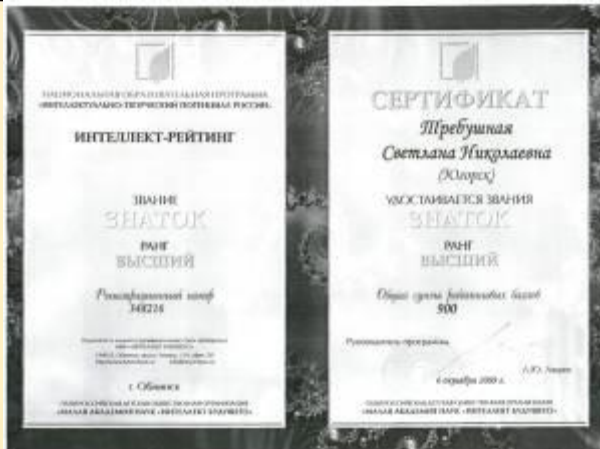 НАЦИОНАЛЬНАЯ ОБРАЗОВАТЕЛЬНАЯ ПРОГРАММА
«ИНТЕЛЛЕКТУАЛЬНО-ТВОРЧЕСКИЙ ПОТЕНЦИАЛ РОССИИ»
ИНТЕЛЛЕКТ-РЕЙТИНГ
ЗВАНИЕ
ЗНАТОК
РАНГ
ВЫСШИЙ
Регистрационный номер
348216
г. Обнинск
«МАЛАЯ АКАДЕМИЯ НАУК «ИНТЕЛЛЕКТ БУДУЩЕГО»
СЕРТИФИКАТ
Требушная
Светлана Николаевна
(Югорск)
УДОСТАИВАЕТСЯ ЗВАНИЯ
ЗНАТОК
РАНГ
ВЫСШИЙ
Общая сумма рейтинговых баллов
900
Руководитель программы
«МАЛАЯ АКАДЕМИЯ НАУК «ИНТЕЛЛЕКТ БУДУЩЕГО»